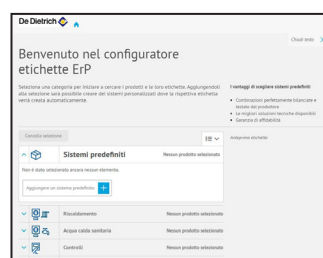 De Dietrich
Chiudi sessi
Benvenuto nel configuratore
etichette ErP
Seleziona una categoria per iniziare a cercare i prodotti e le loro etichette. Aggiungendoli
alla selezione sarà possibile creare dei sistemi personalizzati dove la rispettiva etichetta
verrà creata automaticamente.
I vantaggi di scegliere sistemi predefiniti
Combinazioni perfettamente bilanciate e
testate dal produttore
Le migliori soluzioni tecniche disponibili
Garanzia di affidabilità
Cancella selezione
Anteprima etichette:
Sistemi predefiniti
Nessun prodotto selezionato
Non è stato selezionato ancora nessun elemento.
Aggiungere un sistema predefinito +
Riscaldamento
Nessun prodotto selezionato
Acqua calda sanitaria
Nessun prodotto selezionato
Controlli
Nessun prodotto selezionato